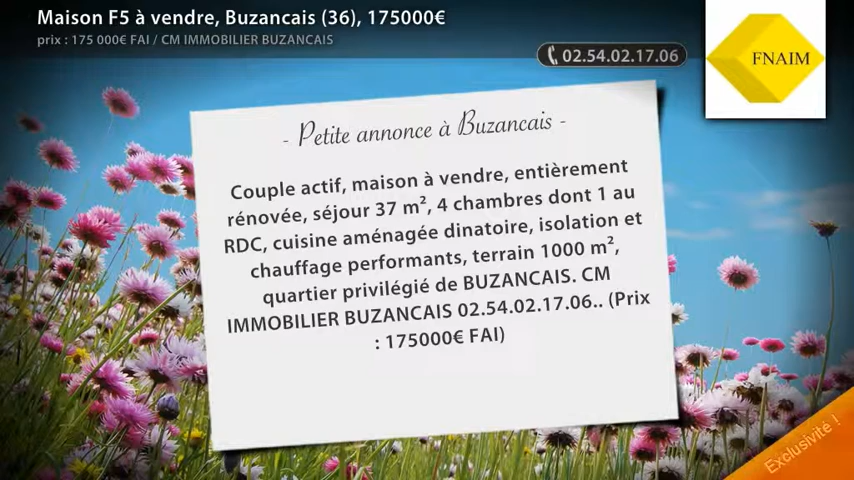 Maison F5 à vendre, Buzancais (36), 175000€
prix : 175 000€ FAI / CM IMMOBILIER BUZANCAIS
02.54.02.17.06
FNAIM
- Petite annonce à Buzancais -
Couple actif, maison à vendre, entièrement
rénovée, séjour 37 m², 4 chambres dont 1 au
RDC, cuisine aménagée dinatoire, isolation et
chauffage performants, terrain 1000 m²,
quartier privilégié de BUZANCAIS. CM
IMMOBILIER BUZANCAIS 02.54.02.17.06.. (Prix
: 175000€ FAI)
Exclusivité !